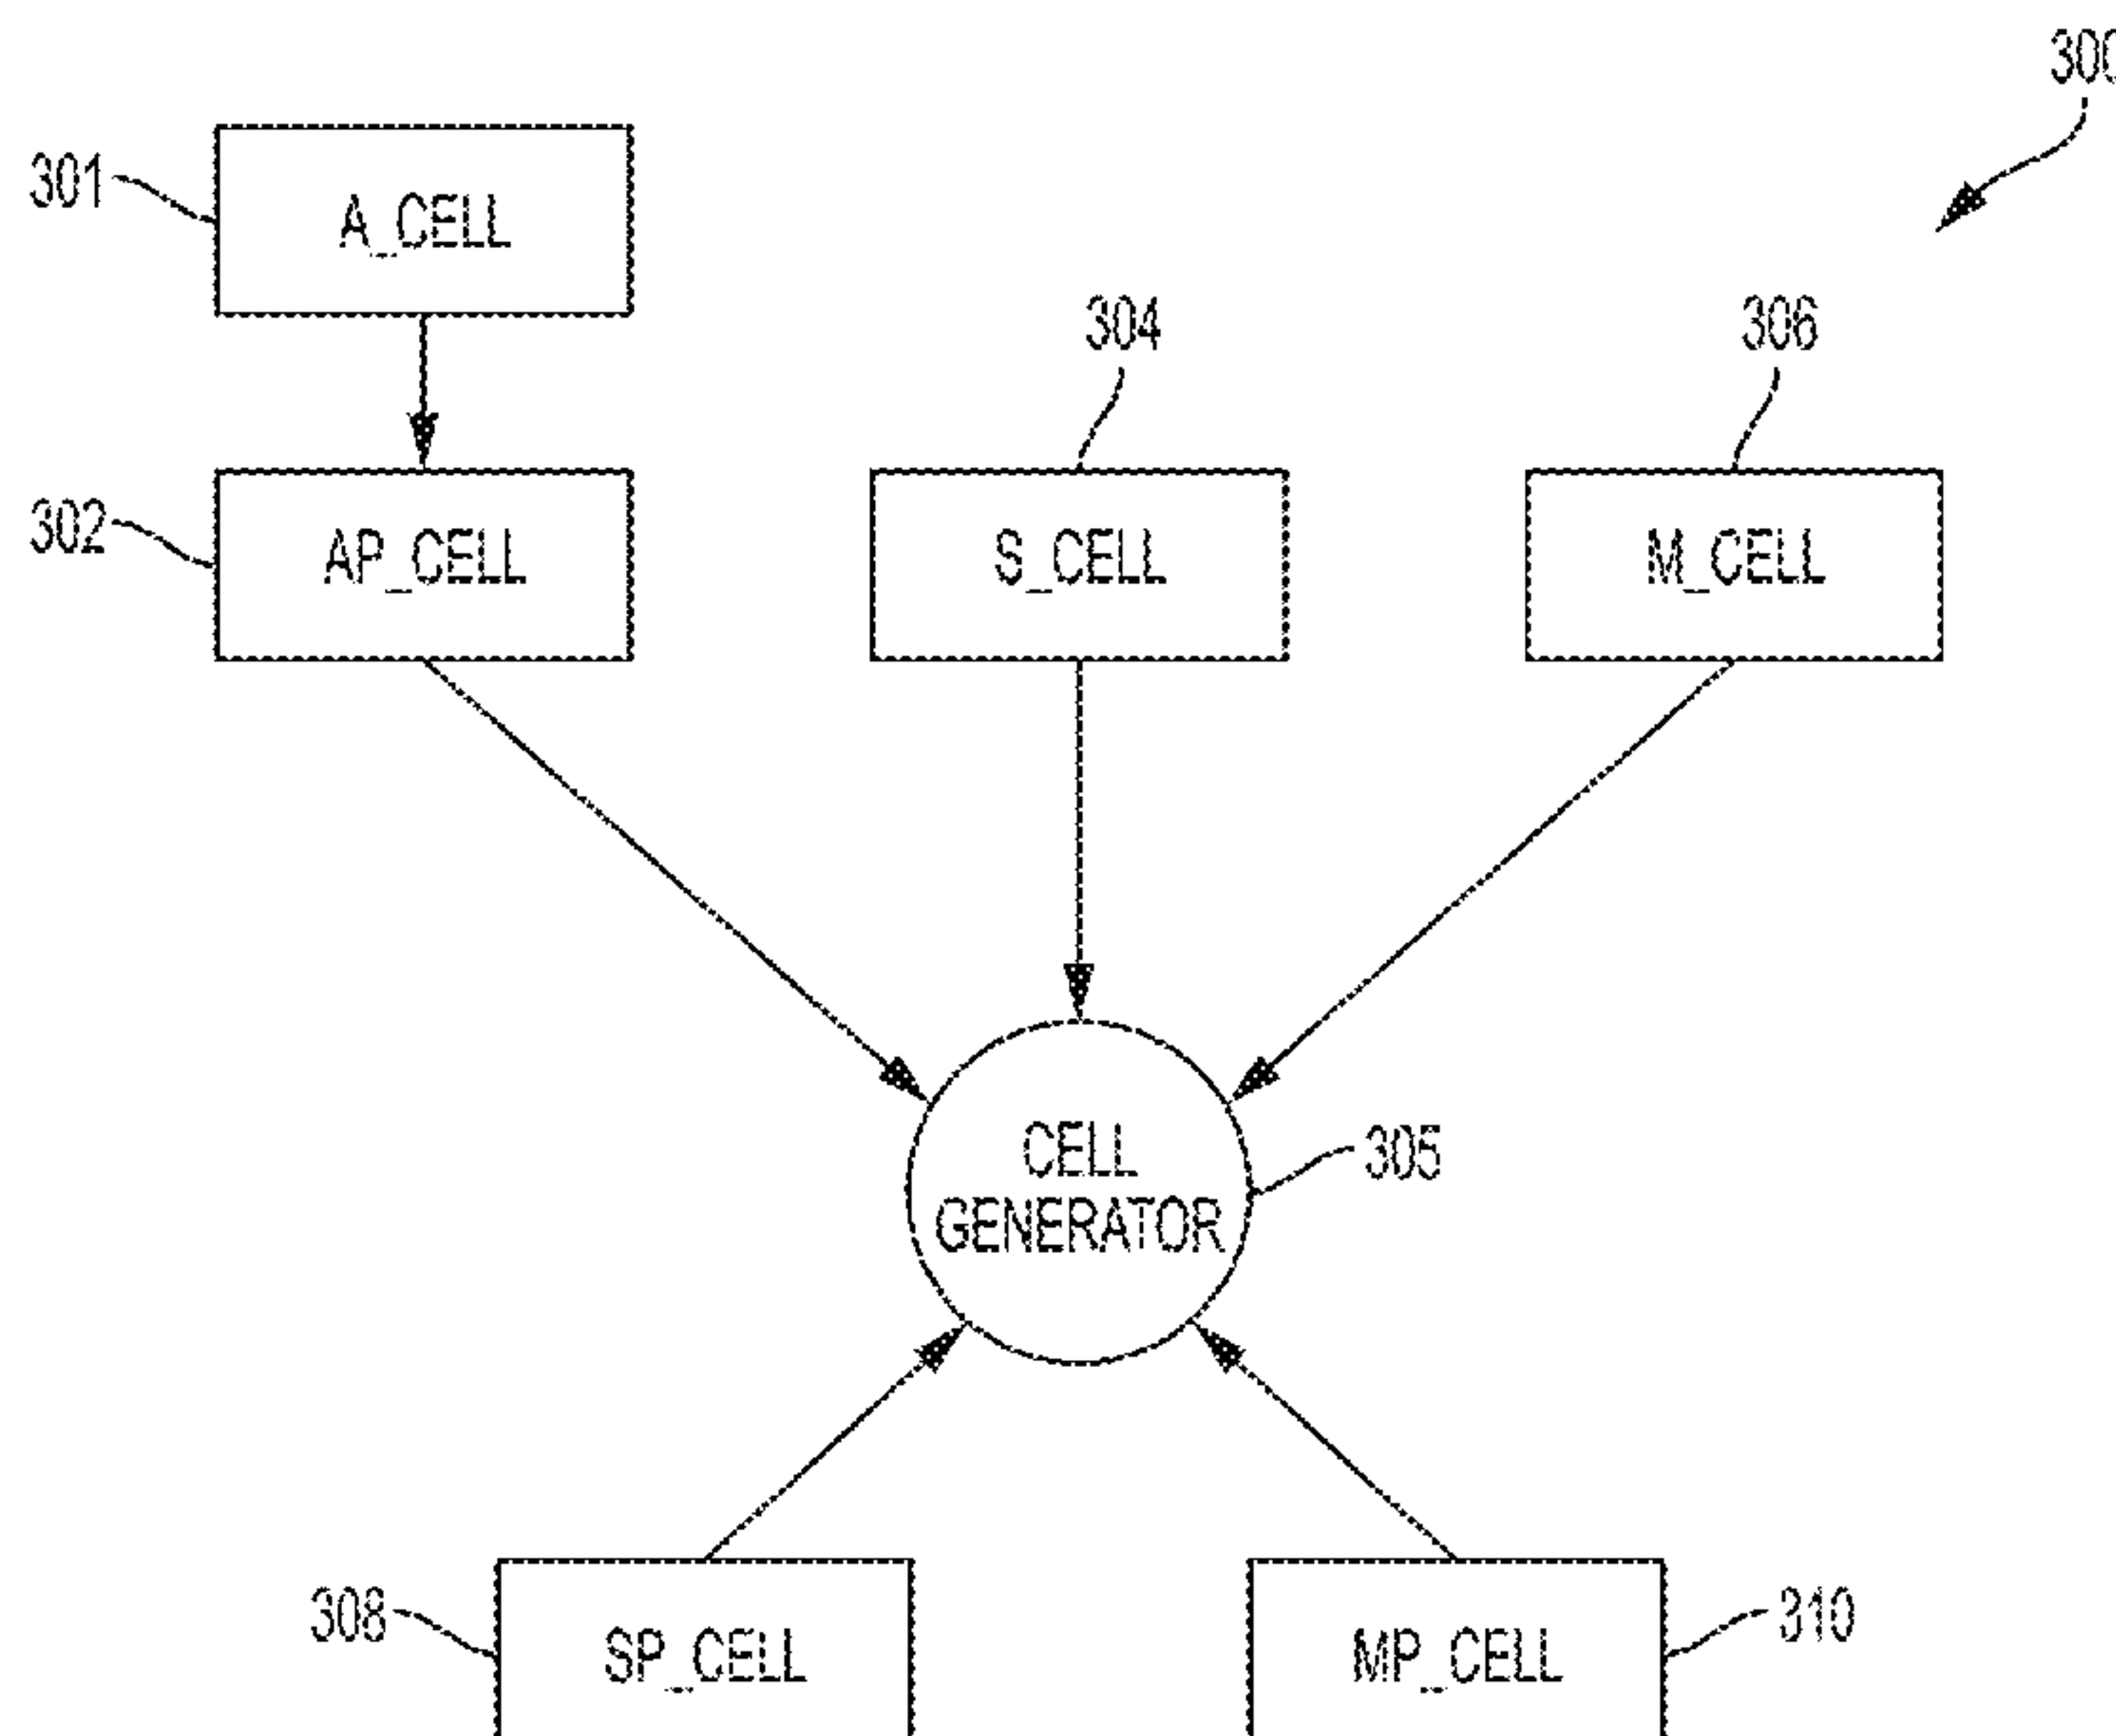 300
301
A_CELL
304
306
302
AP_CELL
S_CELL
M_CELL
CELL
GENERATOR
305
308
SP_CELL
MP_CELL
310